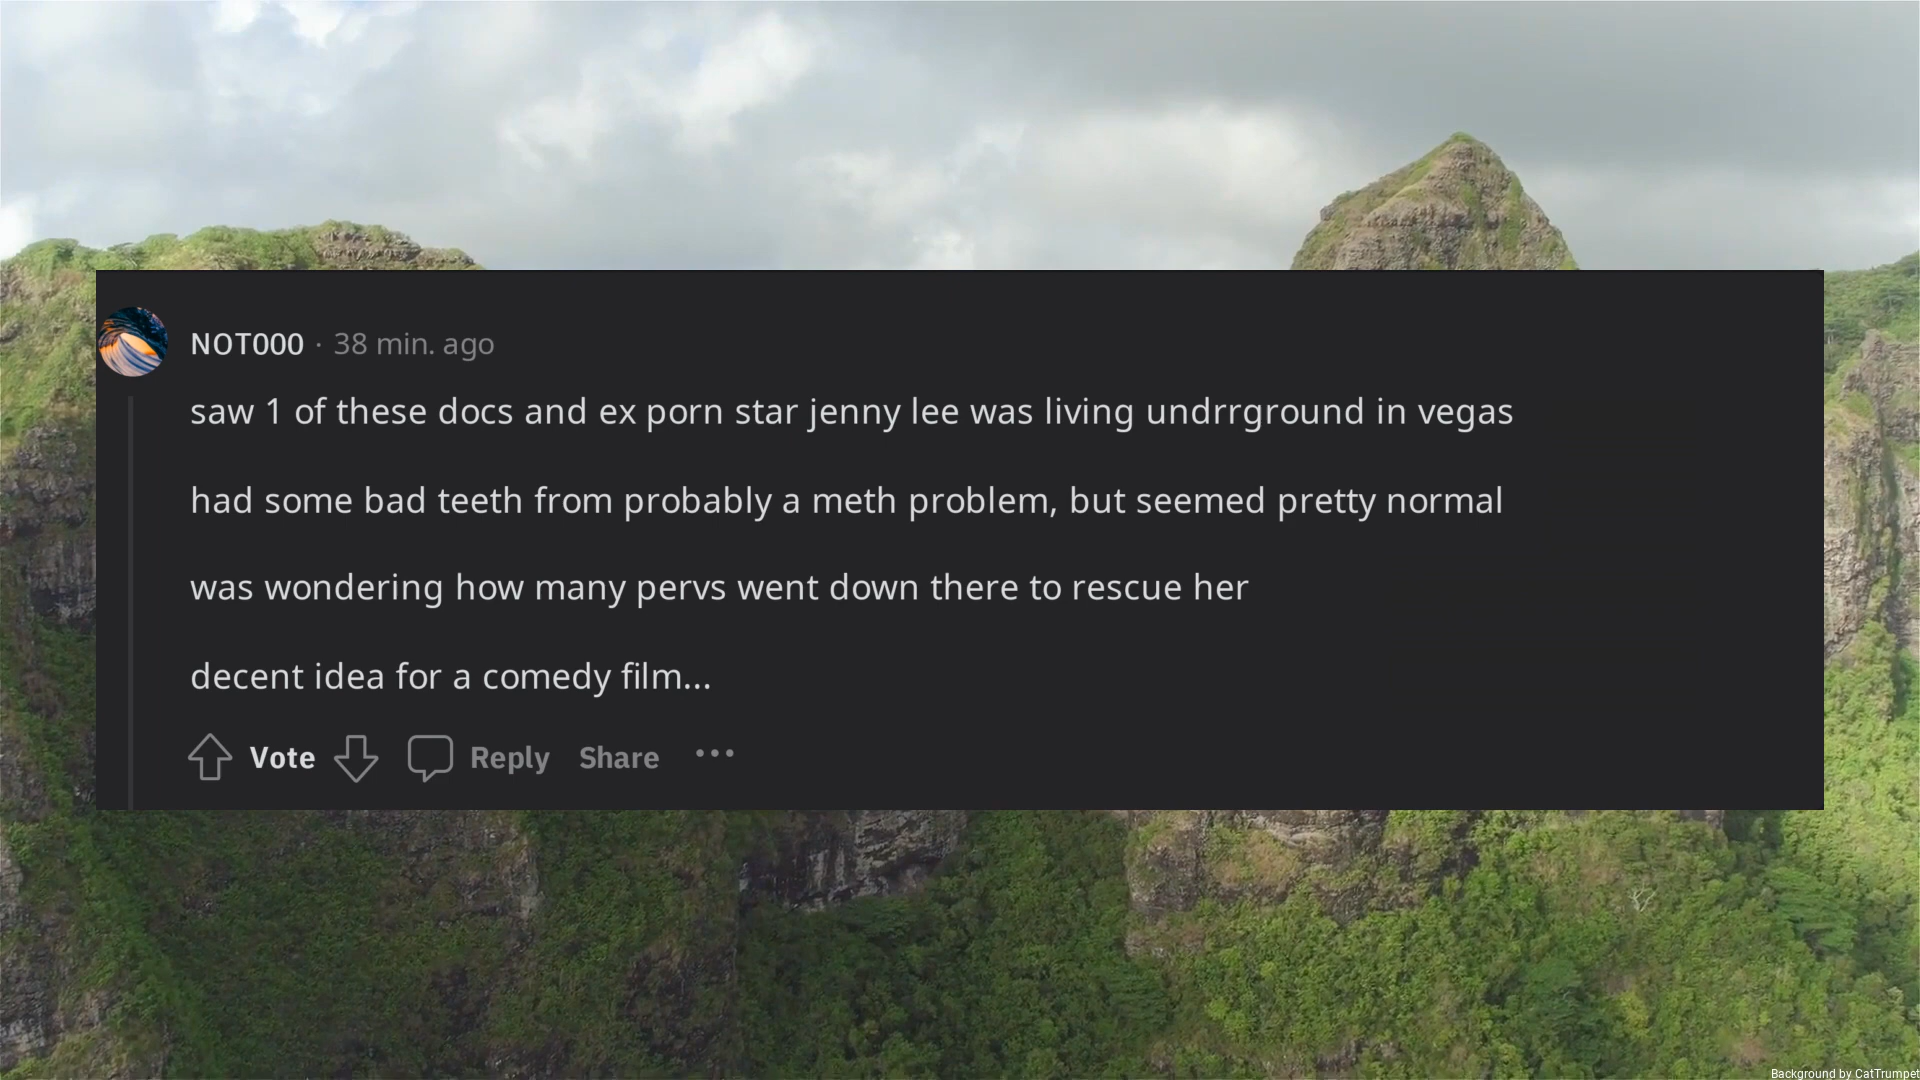 NOT000 · 38 min. ago
saw 1 of these docs and ex porn star jenny lee was living undrrground in vegas
had some bad teeth from probably a meth problem, but seemed pretty normal
was wondering how many pervs went down there to rescue her
decent idea for a comedy film...
Vote Reply Share ...
Background by CatTrumpet